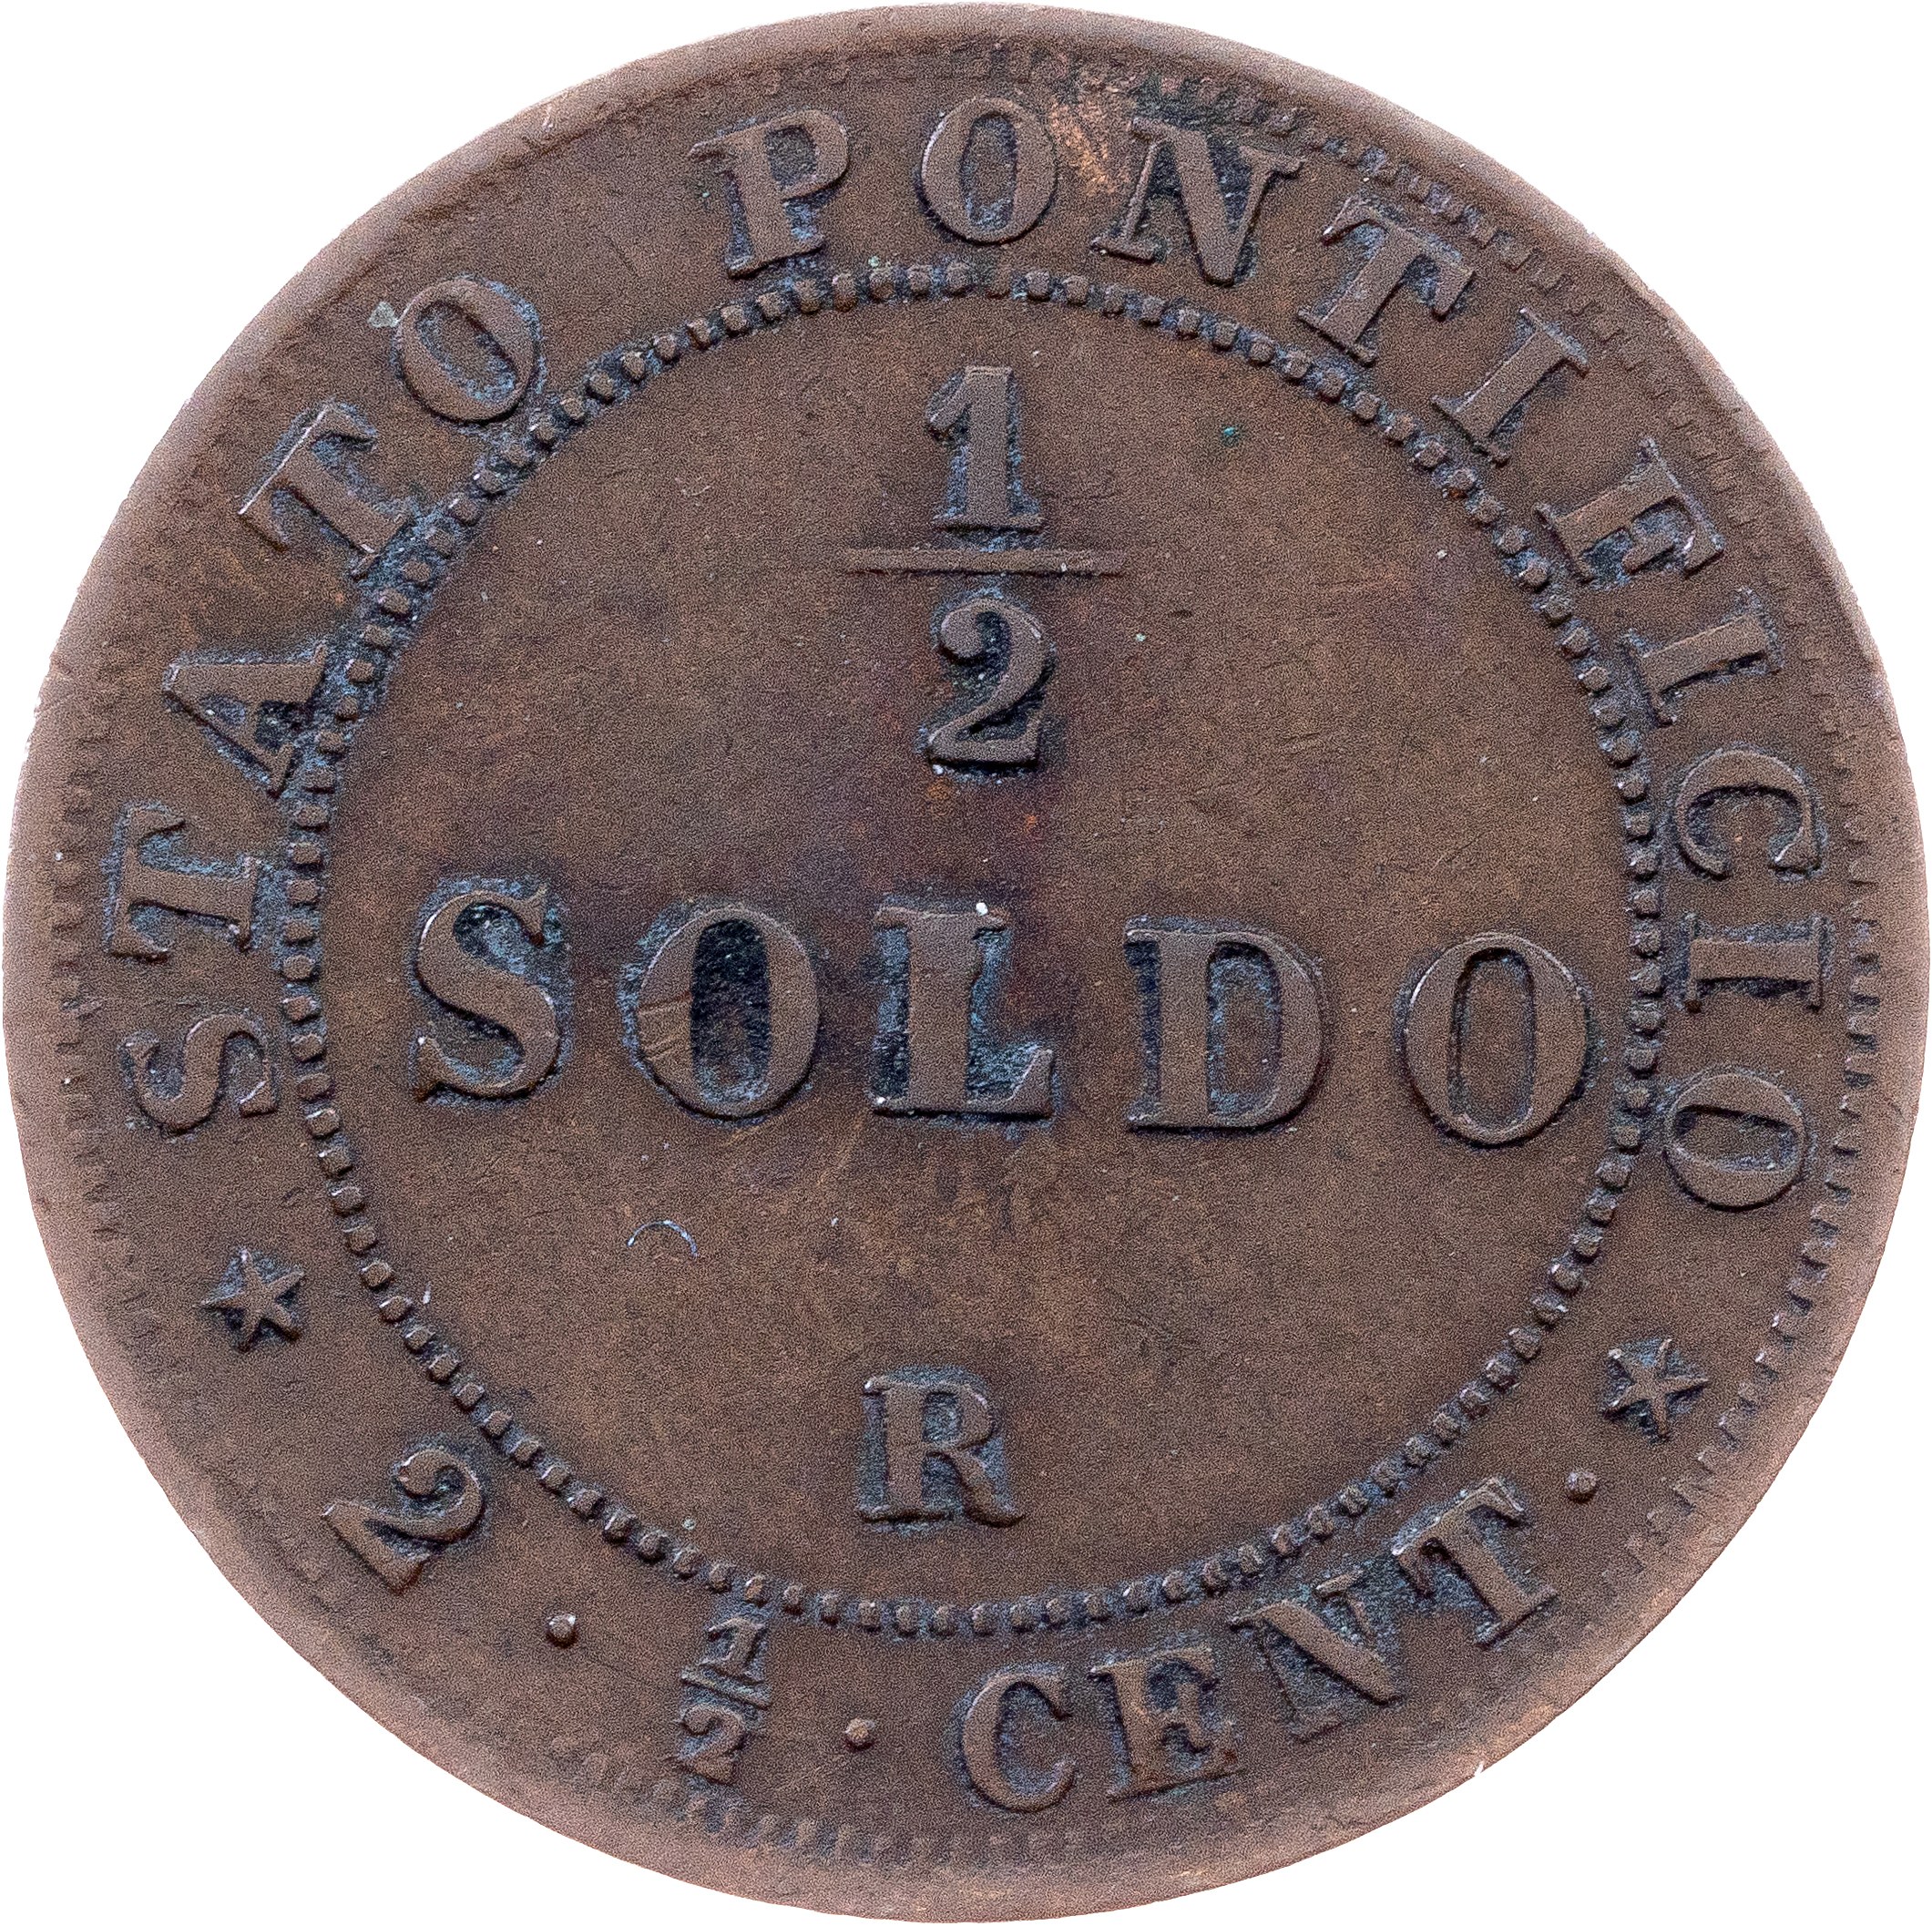 STATO PONTIFICIO
1/2
SOLDO
R
2 · 1/2 · CENT ·